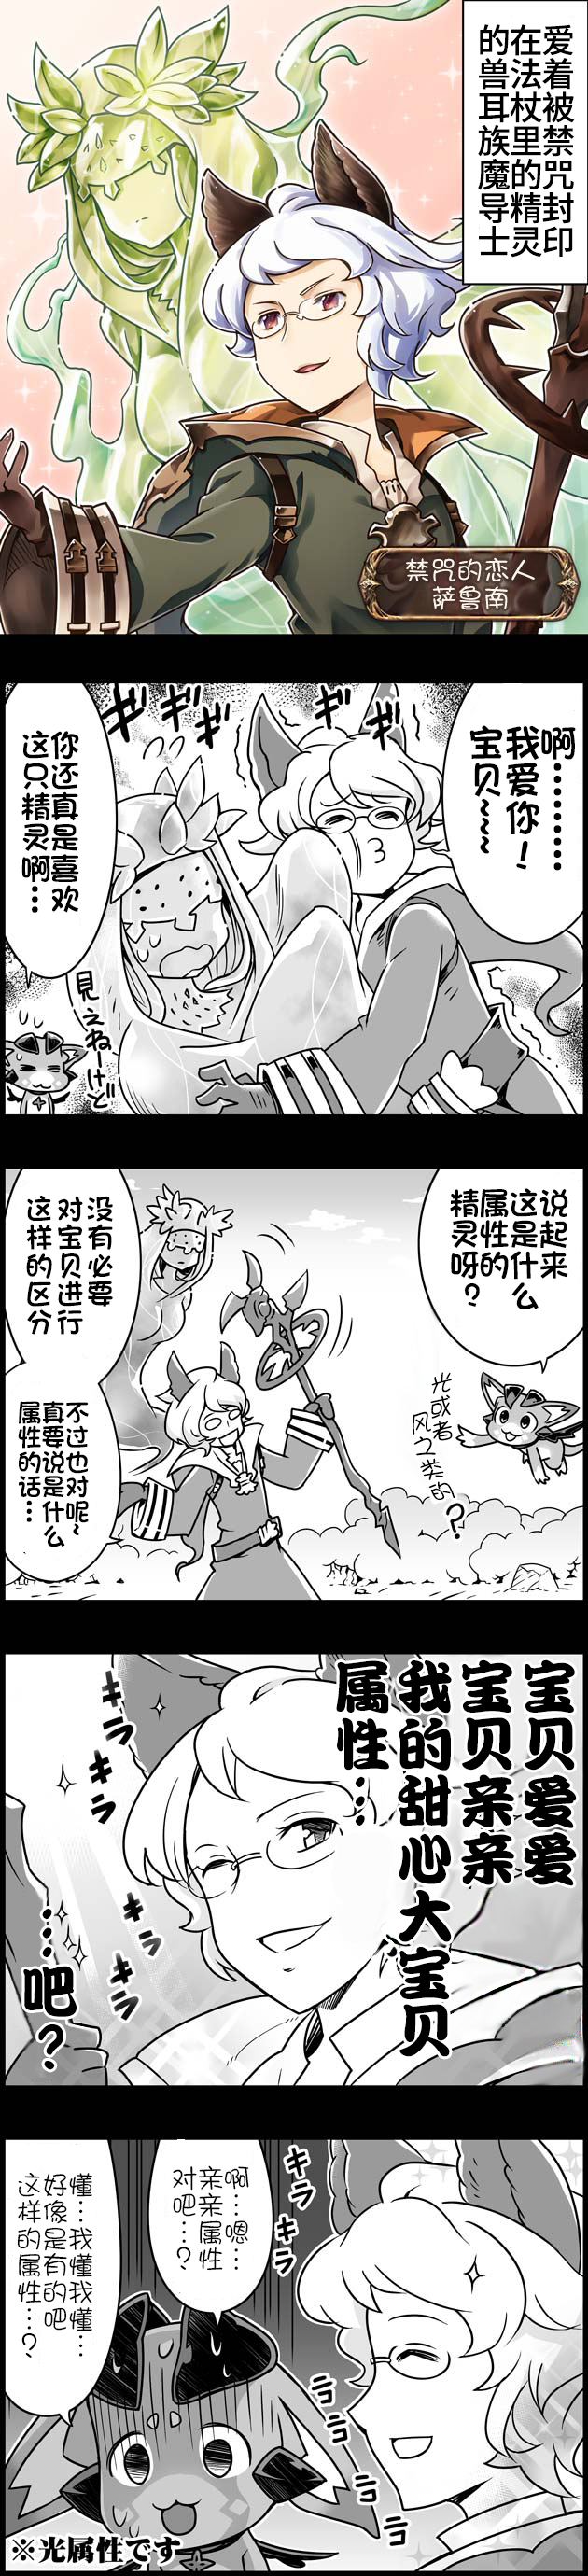 爱着被禁咒封印
在法杖里的精灵
的兽耳族魔导士
禁咒的恋人
萨鲁南
ギギギギギ
啊…………
我爱你！
宝贝~~~
你还真是喜欢
这只精灵啊…
見えねーけど
说起来
这是什么
属性的
精灵呀？
光或者
风之类的？
没有必要
对宝贝进行
这样的区分
不过也对呢~
真要说是什么
属性的话…
宝贝爱爱
宝贝亲亲
我的甜心大宝贝
属性…
キラキラ
キラキラ
…吧？
キラキラ
啊…嗯…
亲亲属性
对吧…？
懂…我懂我懂…
好像是有的吧
这样的属性…？
ニコニコ
※光属性です